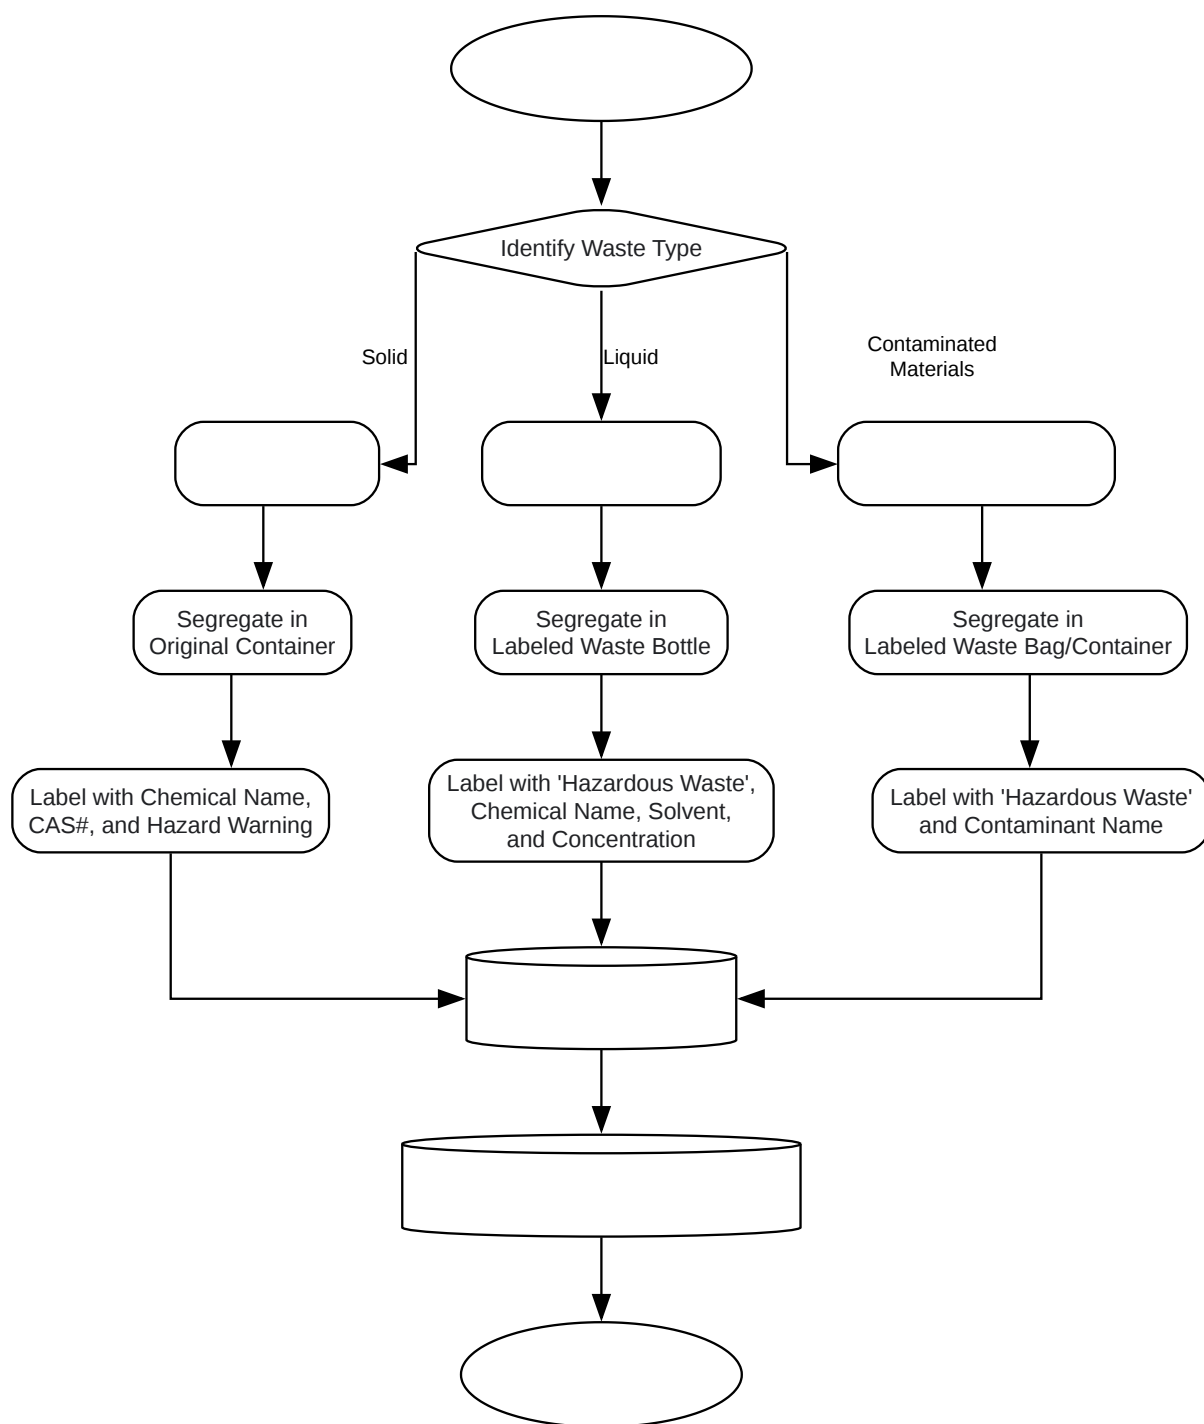 Identify Waste Type
Solid
Liquid
Contaminated
Materials
Segregate in
Original Container
Segregate in
Labeled Waste Bottle
Segregate in
Labeled Waste Bag/Container
Label with Chemical Name,
CAS#, and Hazard Warning
Label with 'Hazardous Waste',
Chemical Name, Solvent,
and Concentration
Label with 'Hazardous Waste'
and Contaminant Name